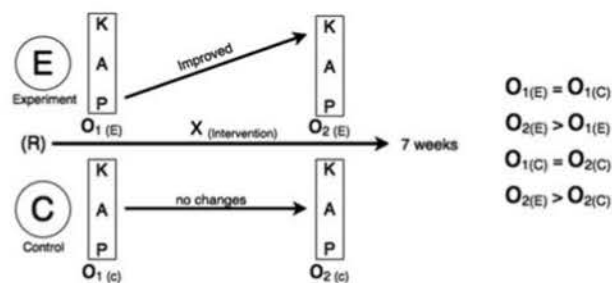 E
Experiment
K
A
P
O1 (E)
Improved
K
A
P
O2 (E)
(R)
X (Intervention)
7 weeks
C
Control
K
A
P
O1 (c)
no changes
K
A
P
O2 (c)
O1(E) = O1(C)
O2(E) > O1(E)
O1(C) = O2(C)
O2(E) > O2(C)